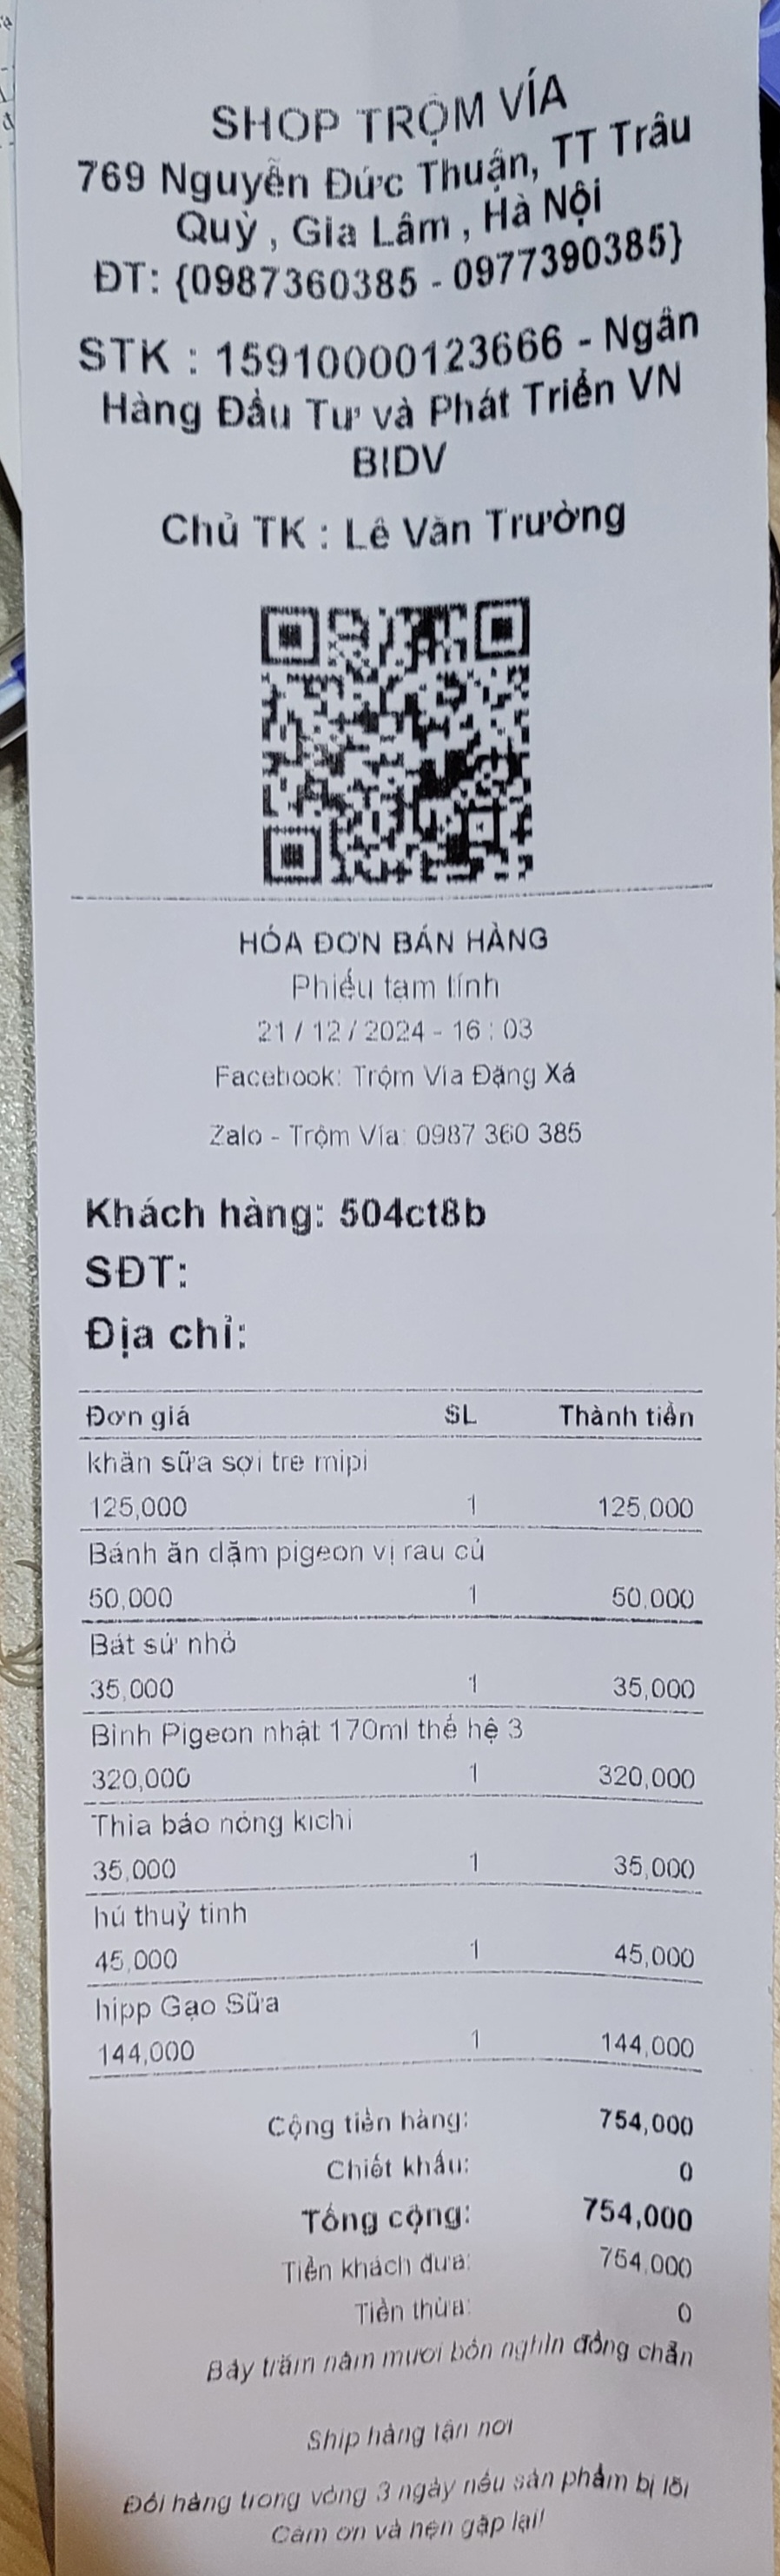 SHOP TRỘM VÍA
769 Nguyễn Đức Thuận, TT Trâu
Quỳ , Gia Lâm , Hà Nội
ĐT: {0987360385 - 0977390385}
STK : 15910000123666 - Ngân
Hàng Đầu Tư và Phát Triển VN
BIDV
Chủ TK : Lê Văn Trường
HÓA ĐƠN BÁN HÀNG
Phiếu tạm tính
21 / 12 / 2024 - 16 : 03
Facebook: Trộm Vía Đặng Xá
Zalo - Trộm Vía: 0987 360 385
Khách hàng: 504ct8b
SĐT:
Địa chỉ:
Đơn giá SL Thành tiền
khăn sữa sợi tre mipi
125,000 1 125,000
Bánh ăn dặm pigeon vị rau củ
50,000 1 50,000
Bát sứ nhỏ
35,000 1 35,000
Bình Pigeon nhật 170ml thế hệ 3
320,000 1 320,000
Thìa báo nóng kichi
35,000 1 35,000
hủ thuỷ tinh
45,000 1 45,000
hipp Gạo Sữa
144,000 1 144,000
Cộng tiền hàng: 754,000
Chiết khấu: 0
Tổng cộng: 754,000
Tiền khách đưa: 754,000
Tiền thừa: 0
Bảy trăm năm mươi bốn nghìn đồng chẵn
Ship hàng tận nơi
Đổi hàng trong vòng 3 ngày nếu sản phẩm bị lỗi
Cảm ơn và hẹn gặp lại!